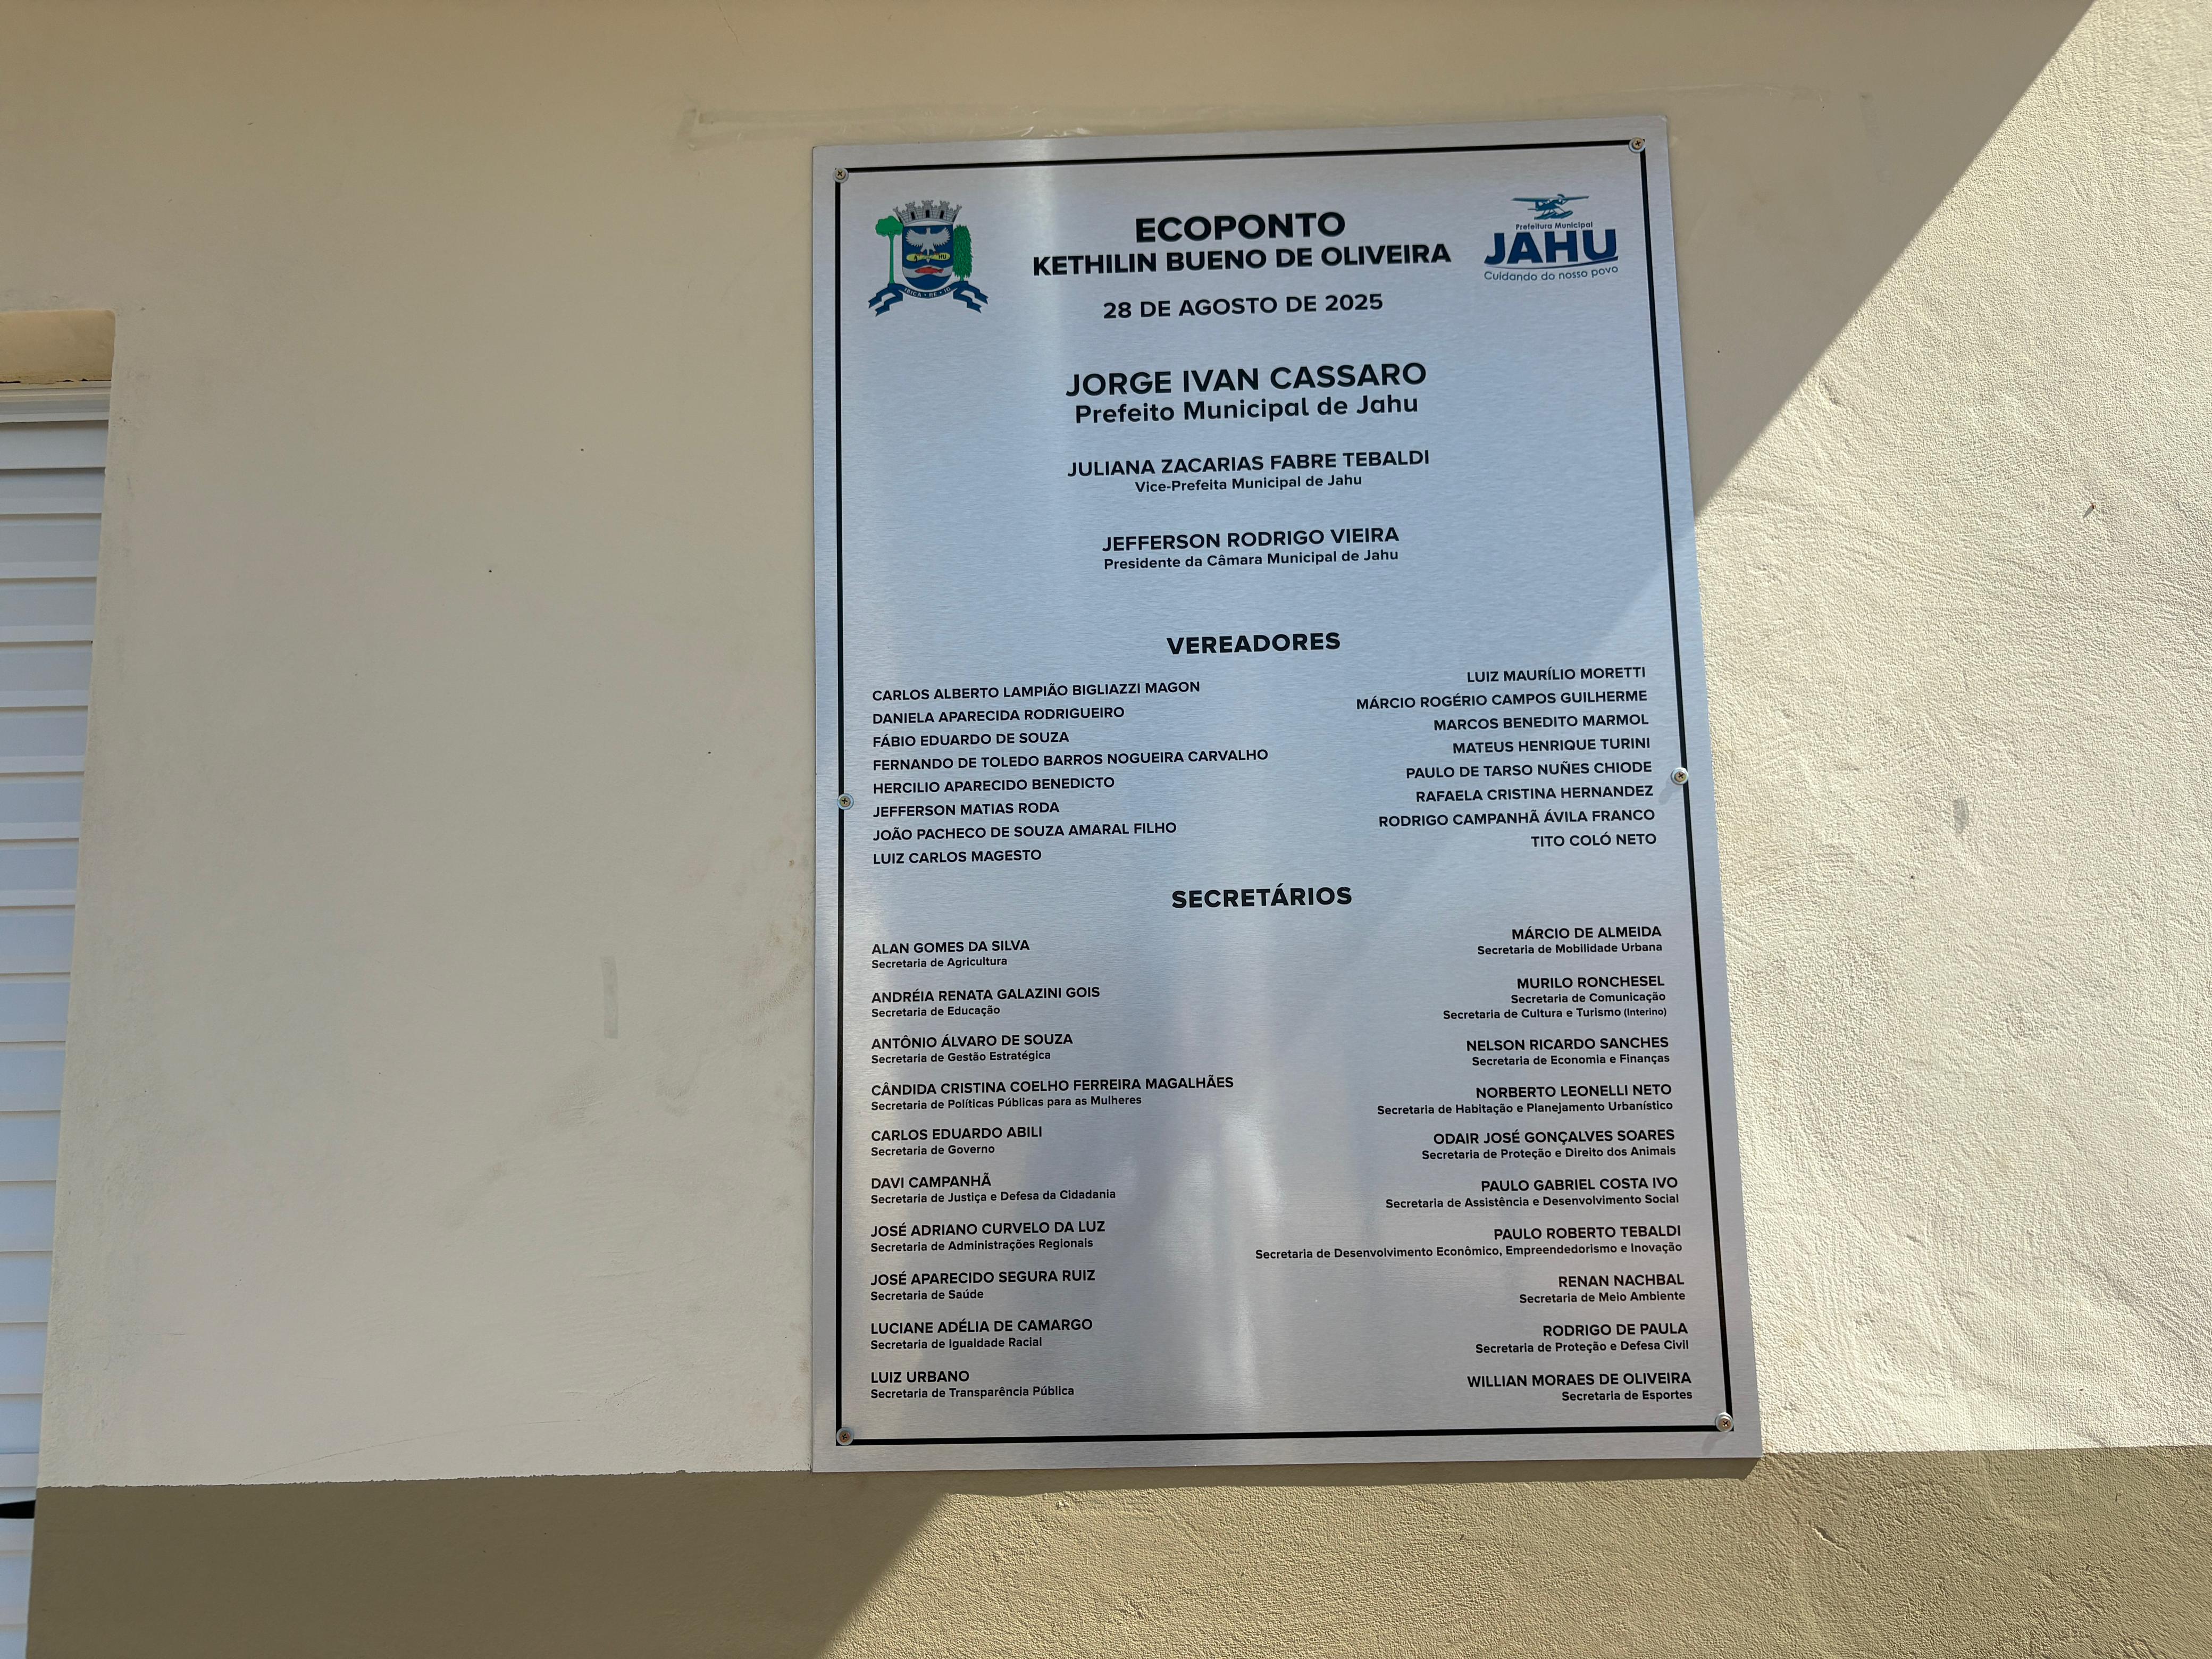 ECOPONTO
KETHILIN BUENO DE OLIVEIRA
28 DE AGOSTO DE 2025
Prefeitura Municipal
JAHU
Cuidando do nosso povo
JORGE IVAN CASSARO
Prefeito Municipal de Jahu
JULIANA ZACARIAS FABRE TEBALDI
Vice-Prefeita Municipal de Jahu
JEFFERSON RODRIGO VIEIRA
Presidente da Câmara Municipal de Jahu
VEREADORES
CARLOS ALBERTO LAMPIÃO BIGLIAZZI MAGON
DANIELA APARECIDA RODRIGUEIRO
FÁBIO EDUARDO DE SOUZA
FERNANDO DE TOLEDO BARROS NOGUEIRA CARVALHO
HERCILIO APARECIDO BENEDICTO
JEFFERSON MATIAS RODA
JOÃO PACHECO DE SOUZA AMARAL FILHO
LUIZ CARLOS MAGESTO
LUIZ MAURÍLIO MORETTI
MÁRCIO ROGÉRIO CAMPOS GUILHERME
MARCOS BENEDITO MARMOL
MATEUS HENRIQUE TURINI
PAULO DE TARSO NUÑES CHIODE
RAFAELA CRISTINA HERNANDEZ
RODRIGO CAMPANHÃ ÁVILA FRANCO
TITO COLÓ NETO
SECRETÁRIOS
ALAN GOMES DA SILVA
Secretaria de Agricultura
ANDRÉIA RENATA GALAZINI GOIS
Secretaria de Educação
ANTÔNIO ÁLVARO DE SOUZA
Secretaria de Gestão Estratégica
CÂNDIDA CRISTINA COELHO FERREIRA MAGALHÃES
Secretaria de Políticas Públicas para as Mulheres
CARLOS EDUARDO ABILI
Secretaria de Governo
DAVI CAMPANHÃ
Secretaria de Justiça e Defesa da Cidadania
JOSÉ ADRIANO CURVELO DA LUZ
Secretaria de Administrações Regionais
JOSÉ APARECIDO SEGURA RUIZ
Secretaria de Saúde
LUCIANE ADÉLIA DE CAMARGO
Secretaria de Igualdade Racial
LUIZ URBANO
Secretaria de Transparência Pública
MÁRCIO DE ALMEIDA
Secretaria de Mobilidade Urbana
MURILO RONCHESEL
Secretaria de Comunicação
Secretaria de Cultura e Turismo (Interino)
NELSON RICARDO SANCHES
Secretaria de Economia e Finanças
NORBERTO LEONELLI NETO
Secretaria de Habitação e Planejamento Urbanístico
ODAIR JOSÉ GONÇALVES SOARES
Secretaria de Proteção e Direito dos Animais
PAULO GABRIEL COSTA IVO
Secretaria de Assistência e Desenvolvimento Social
PAULO ROBERTO TEBALDI
Secretaria de Desenvolvimento Econômico, Empreendedorismo e Inovação
RENAN NACHBAL
Secretaria de Meio Ambiente
RODRIGO DE PAULA
Secretaria de Proteção e Defesa Civil
WILLIAN MORAES DE OLIVEIRA
Secretaria de Esportes